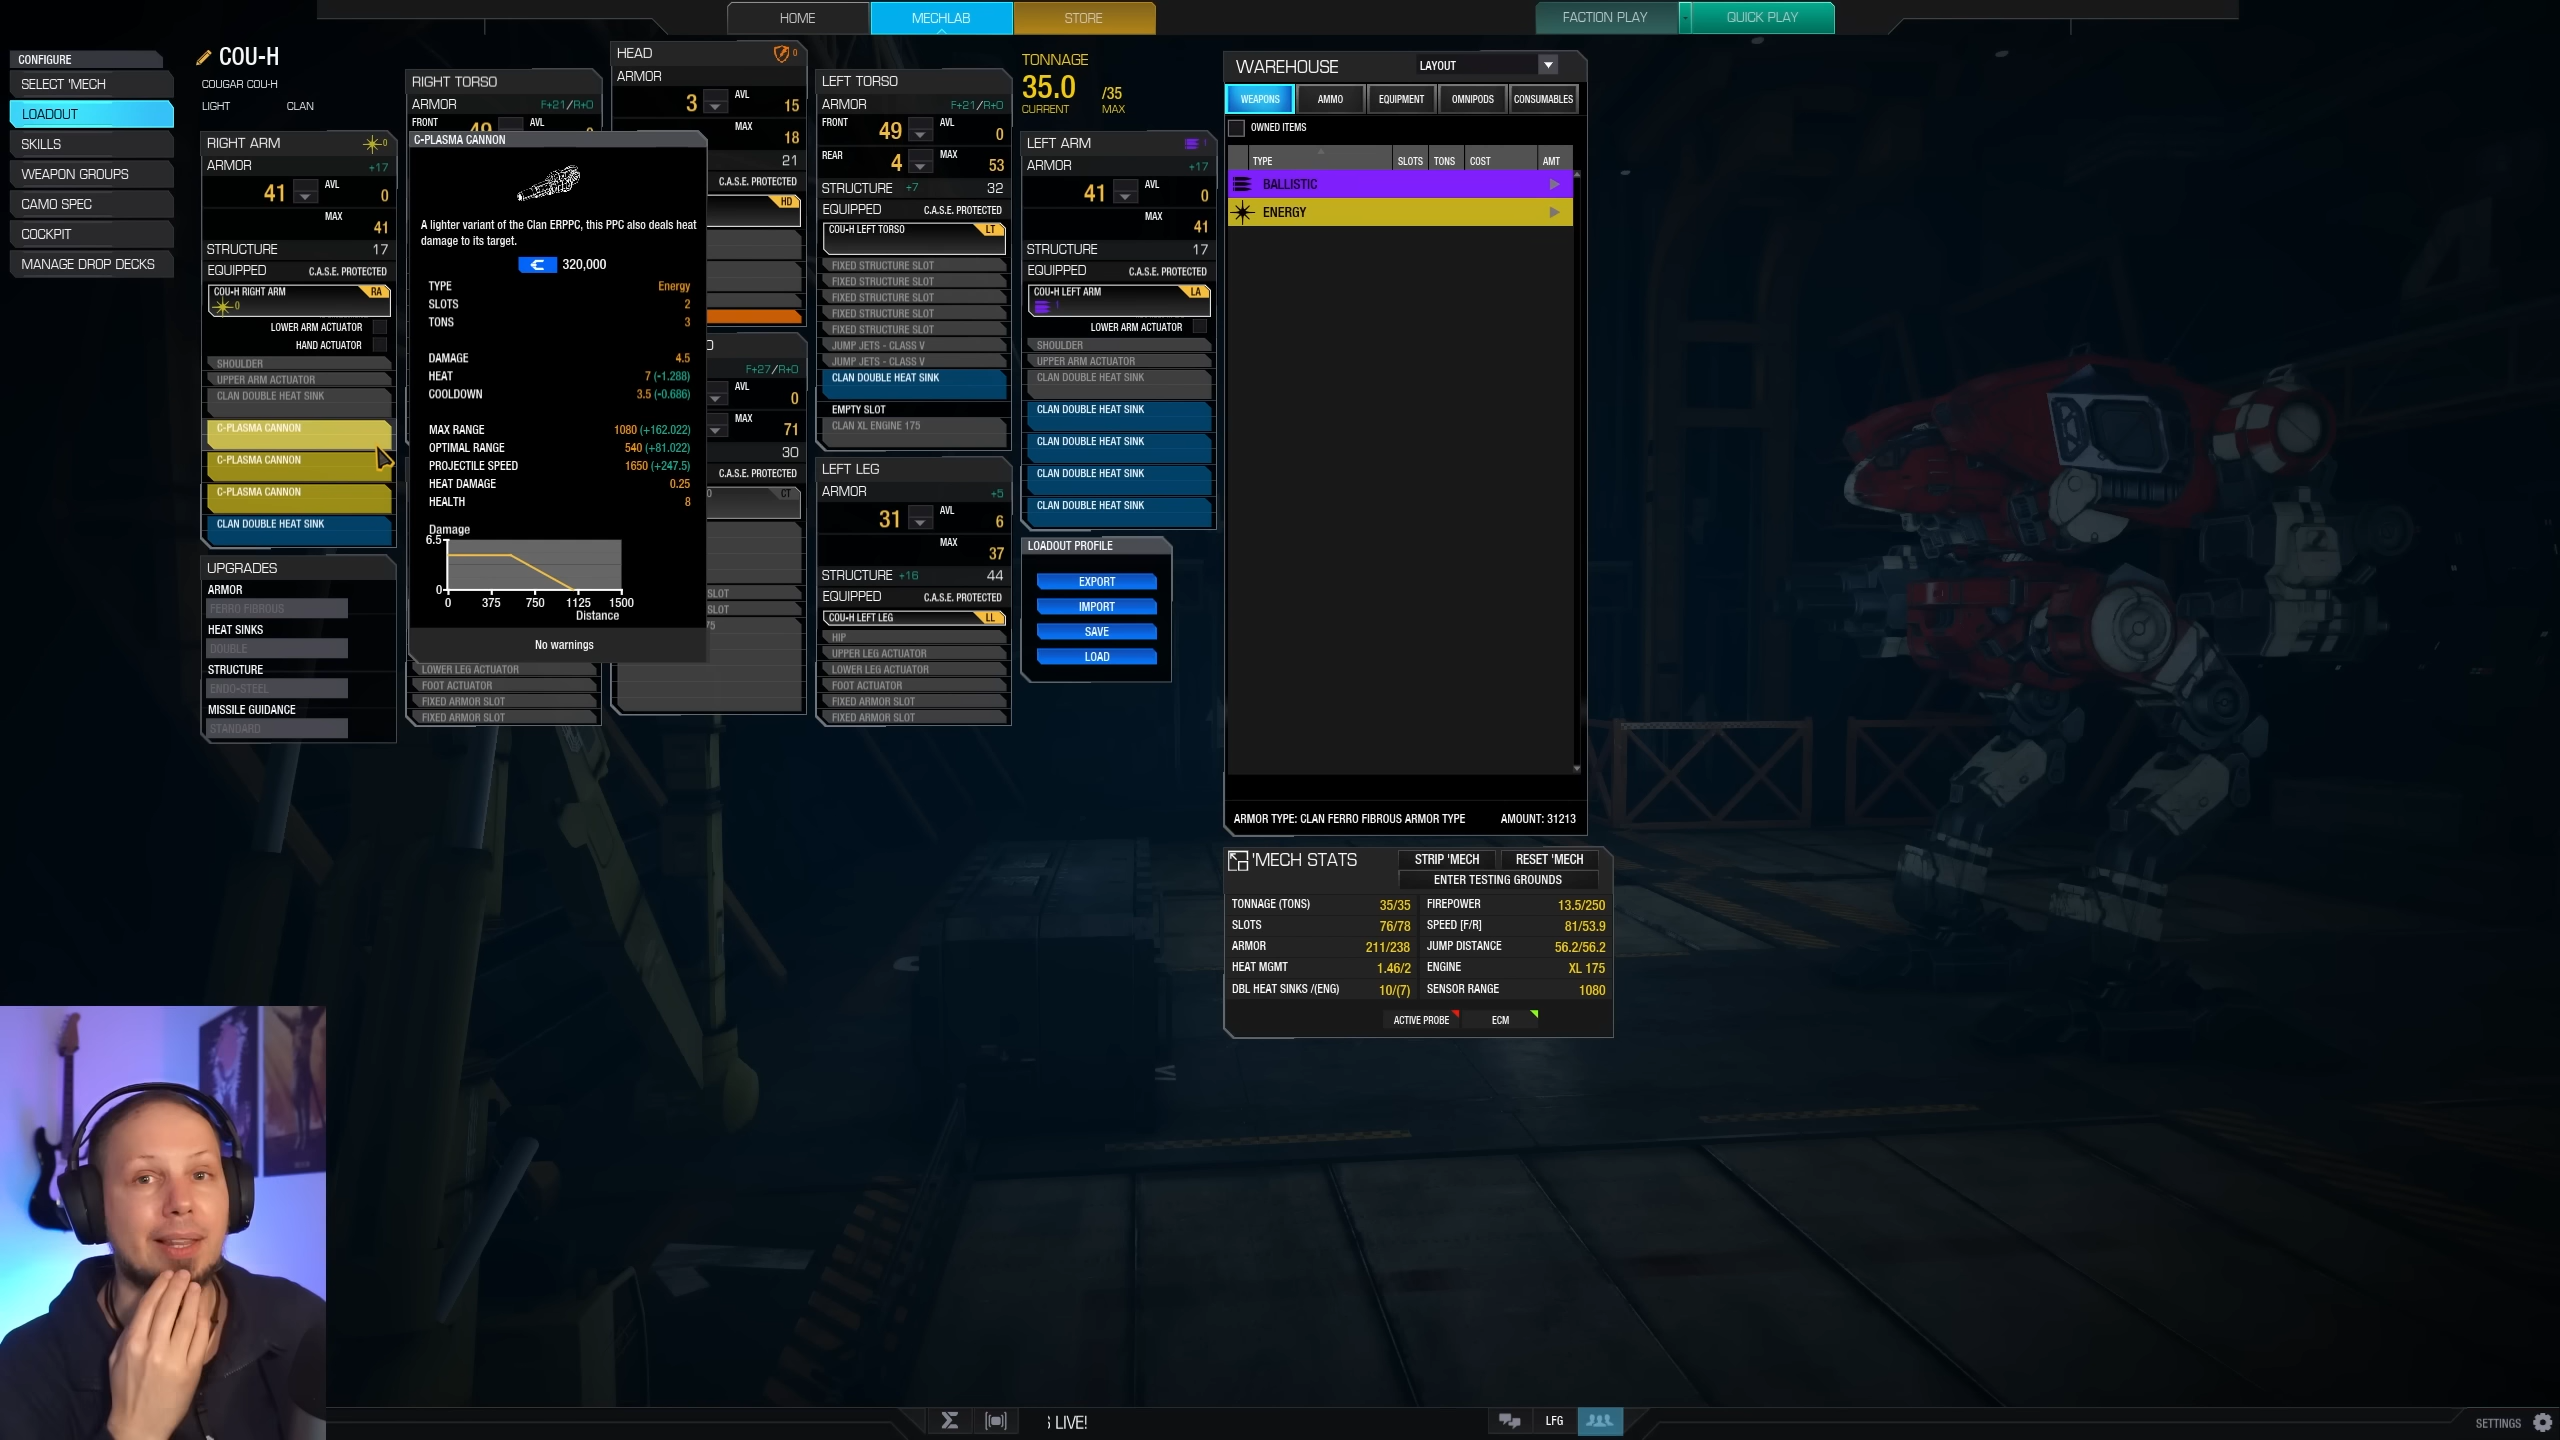 HOME
MECHLAB
STORE
FACTION PLAY
QUICK PLAY
CONFIGURE
SELECT 'MECH
LOADOUT
SKILLS
WEAPON GROUPS
CAMO SPEC
COCKPIT
MANAGE DROP DECKS
COU-H
COUGAR COU-H
LIGHT CLAN
RIGHT ARM 0
ARMOR +17
41 AVL 0
MAX 41
STRUCTURE 17
EQUIPPED C.A.S.E. PROTECTED
COU-H RIGHT ARM RA
0
LOWER ARM ACTUATOR
HAND ACTUATOR
SHOULDER
UPPER ARM ACTUATOR
CLAN DOUBLE HEAT SINK
C-PLASMA CANNON
C-PLASMA CANNON
C-PLASMA CANNON
CLAN DOUBLE HEAT SINK
UPGRADES
ARMOR
FERRO FIBROUS
HEAT SINKS
DOUBLE
STRUCTURE
ENDO-STEEL
MISSILE GUIDANCE
STANDARD
RIGHT TORSO
ARMOR F+21/R+0
FRONT 49 AVL
C-PLASMA CANNON
A lighter variant of the Clan ERPPC, this PPC also deals heat
damage to its target.
320,000
TYPE Energy
SLOTS 2
TONS 3
DAMAGE 4.5
HEAT 7 (-1.288)
COOLDOWN 3.5 (-0.686)
MAX RANGE 1080 (+162.022)
OPTIMAL RANGE 540 (+81.022)
PROJECTILE SPEED 1650 (+247.5)
HEAT DAMAGE 0.25
HEALTH 8
Damage
6.5
0
0 375 750 1125 1500
Distance
No warnings
LOWER LEG ACTUATOR
FOOT ACTUATOR
FIXED ARMOR SLOT
FIXED ARMOR SLOT
HEAD 0
ARMOR
3 AVL 15
MAX 18
21
C.A.S.E. PROTECTED
HD
F+27/R+0
AVL 0
MAX 71
30
C.A.S.E. PROTECTED
CT
SLOT
SLOT
LEFT TORSO
ARMOR F+21/R+0
FRONT 49 AVL 0
REAR 4 MAX 53
STRUCTURE +7 32
EQUIPPED C.A.S.E. PROTECTED
COU-H LEFT TORSO LT
FIXED STRUCTURE SLOT
FIXED STRUCTURE SLOT
FIXED STRUCTURE SLOT
FIXED STRUCTURE SLOT
FIXED STRUCTURE SLOT
JUMP JETS - CLASS V
JUMP JETS - CLASS V
CLAN DOUBLE HEAT SINK
EMPTY SLOT
CLAN XL ENGINE 175
LEFT LEG
ARMOR +5
31 AVL 6
MAX 37
STRUCTURE +16 44
EQUIPPED C.A.S.E. PROTECTED
COU-H LEFT LEG LL
HIP
UPPER LEG ACTUATOR
LOWER LEG ACTUATOR
FOOT ACTUATOR
FIXED ARMOR SLOT
FIXED ARMOR SLOT
TONNAGE
35.0 /35
CURRENT MAX
LEFT ARM 1
ARMOR +17
41 AVL 0
MAX 41
STRUCTURE 17
EQUIPPED C.A.S.E. PROTECTED
COU-H LEFT ARM LA
1
LOWER ARM ACTUATOR
SHOULDER
UPPER ARM ACTUATOR
CLAN DOUBLE HEAT SINK
CLAN DOUBLE HEAT SINK
CLAN DOUBLE HEAT SINK
CLAN DOUBLE HEAT SINK
CLAN DOUBLE HEAT SINK
LOADOUT PROFILE
EXPORT
IMPORT
SAVE
LOAD
WAREHOUSE LAYOUT
WEAPONS AMMO EQUIPMENT OMNIPODS CONSUMABLES
OWNED ITEMS
TYPE SLOTS TONS COST AMT
BALLISTIC
ENERGY
ARMOR TYPE: CLAN FERRO FIBROUS ARMOR TYPE AMOUNT: 31213
'MECH STATS STRIP 'MECH RESET 'MECH
ENTER TESTING GROUNDS
TONNAGE (TONS) 35/35 FIREPOWER 13.5/250
SLOTS 76/78 SPEED [F/R] 81/53.9
ARMOR 211/238 JUMP DISTANCE 56.2/56.2
HEAT MGMT 1.46/2 ENGINE XL 175
DBL HEAT SINKS /(ENG) 10/(7) SENSOR RANGE 1080
ACTIVE PROBE ECM
LIVE!
LFG
SETTINGS